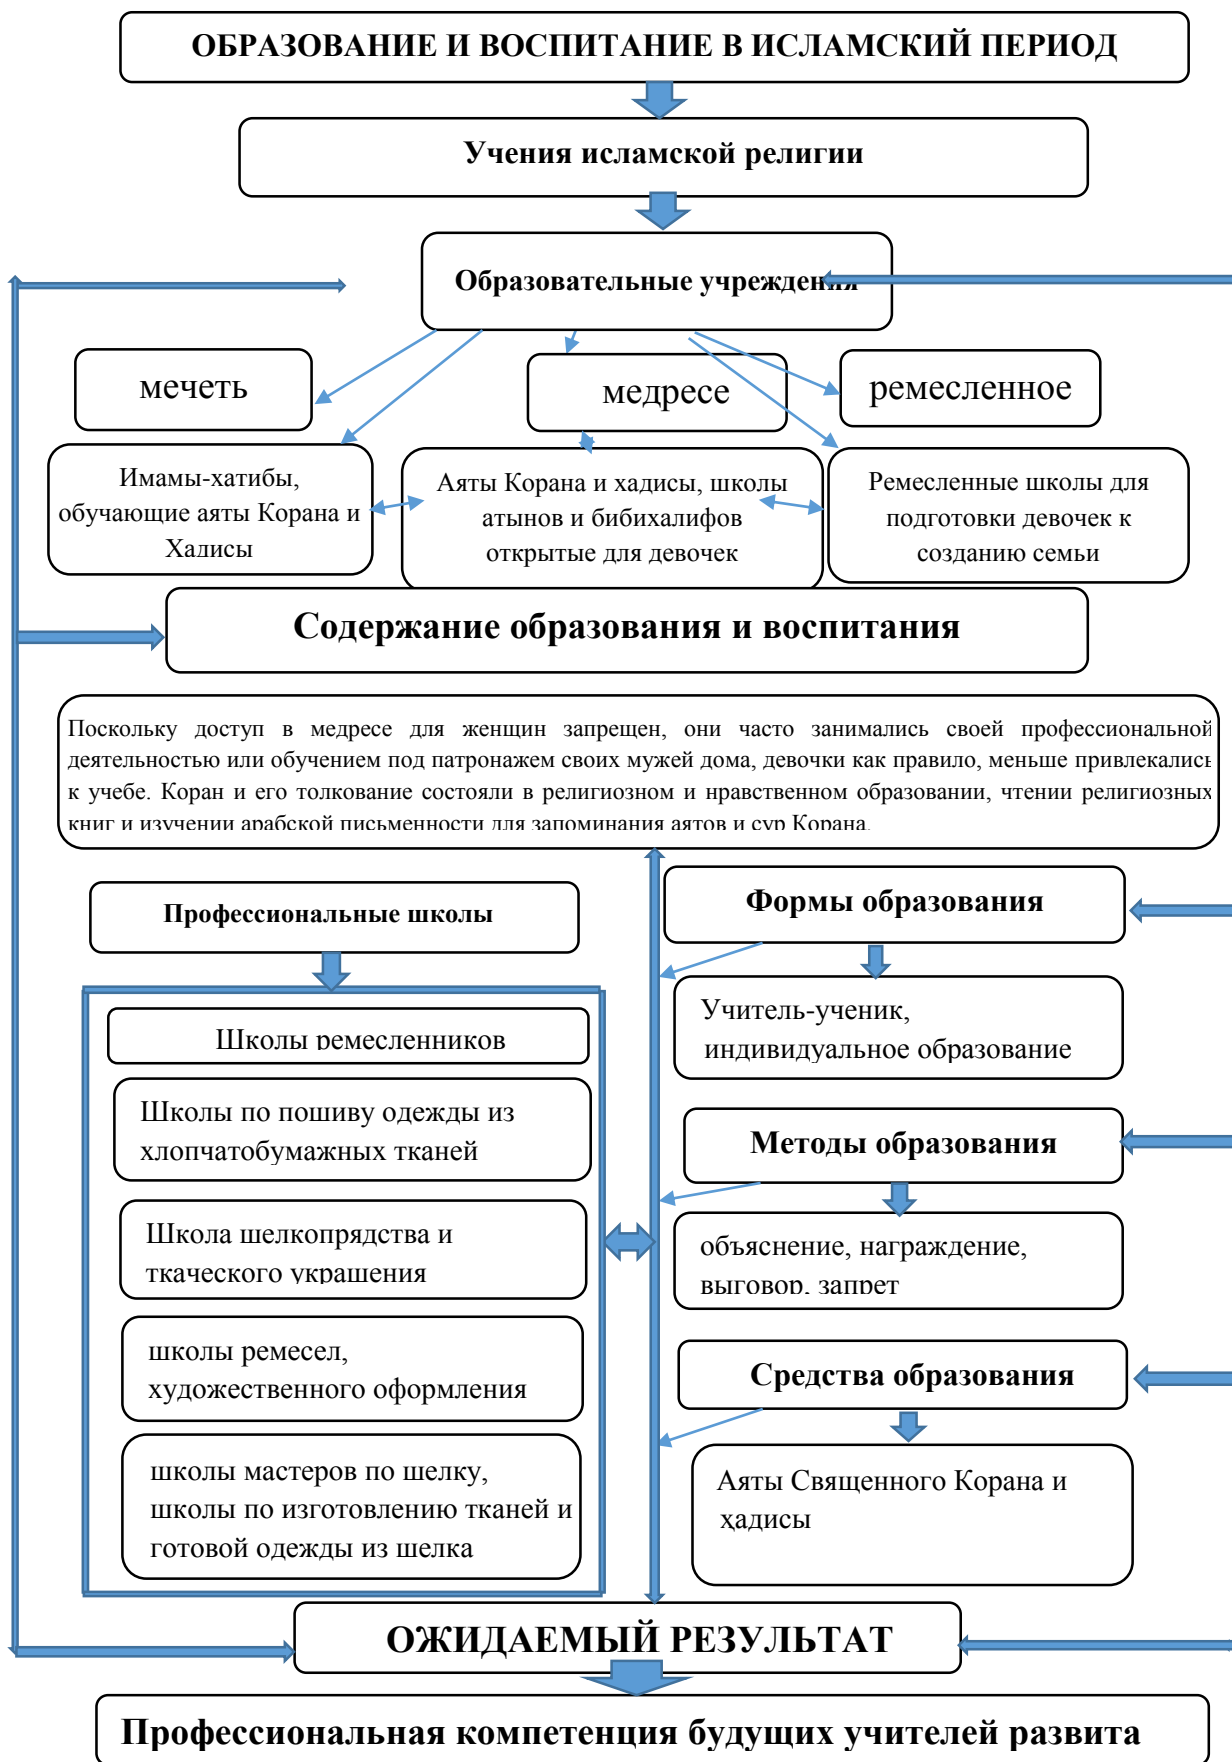 ОБРАЗОВАНИЕ И ВОСПИТАНИЕ В ИСЛАМСКИЙ ПЕРИОД
Учения исламской религии
Образовательные учреждения
мечеть
медресе
ремесленное
Имамы-хатибы,
обучающие аяты Корана и
Хадисы
Аяты Корана и хадисы, школы
атынов и бибихалифов
открытые для девочек
Ремесленные школы для
подготовки девочек к
созданию семьи
Содержание образования и воспитания
Поскольку доступ в медресе для женщин запрещен, они часто занимались своей профессиональной
деятельностью или обучением под патронажем своих мужей дома, девочки как правило, меньше привлекались
к учебе. Коран и его толкование состояли в религиозном и нравственном образовании, чтении религиозных
книг и изучении арабской письменности для запоминания аятов и сур Корана.
Профессиональные школы
Школы ремесленников
Школы по пошиву одежды из
хлопчатобумажных тканей
Школа шелкопрядства и
ткаческого украшения
школы ремесел,
художественного оформления
школы мастеров по шелку,
школы по изготовлению тканей и
готовой одежды из шелка
Формы образования
Учитель-ученик,
индивидуальное образование
Методы образования
объяснение, награждение,
выговор, запрет
Средства образования
Аяты Священного Корана и
ҳадисы
ОЖИДАЕМЫЙ РЕЗУЛЬТАТ
Профессиональная компетенция будущих учителей развита